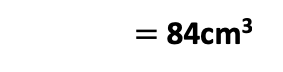 = 84cm³